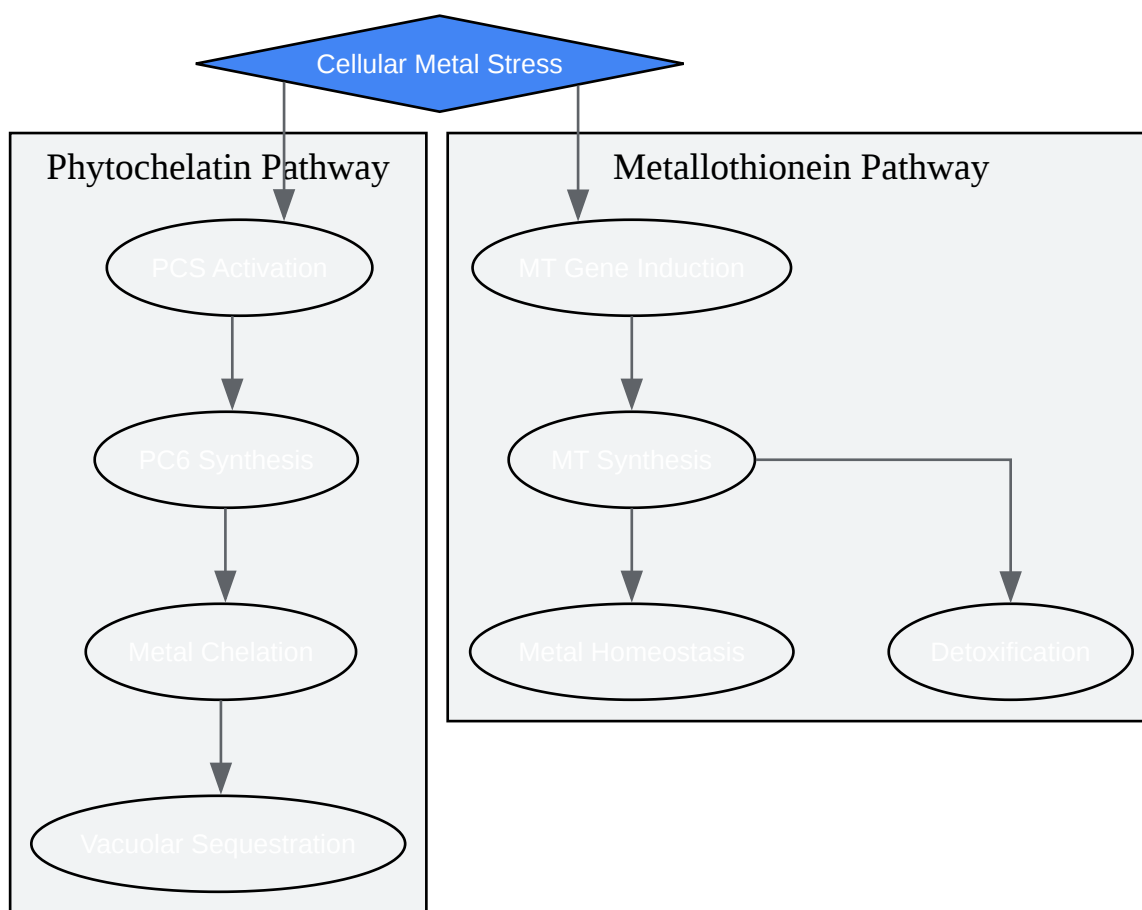 Cellular Metal Stress
Phytochelatin Pathway
PCS Activation
PC6 Synthesis
Metal Chelation
Vacuolar Sequestration
Metallothionein Pathway
MT Gene Induction
MT Synthesis
Metal Homeostasis
Detoxification